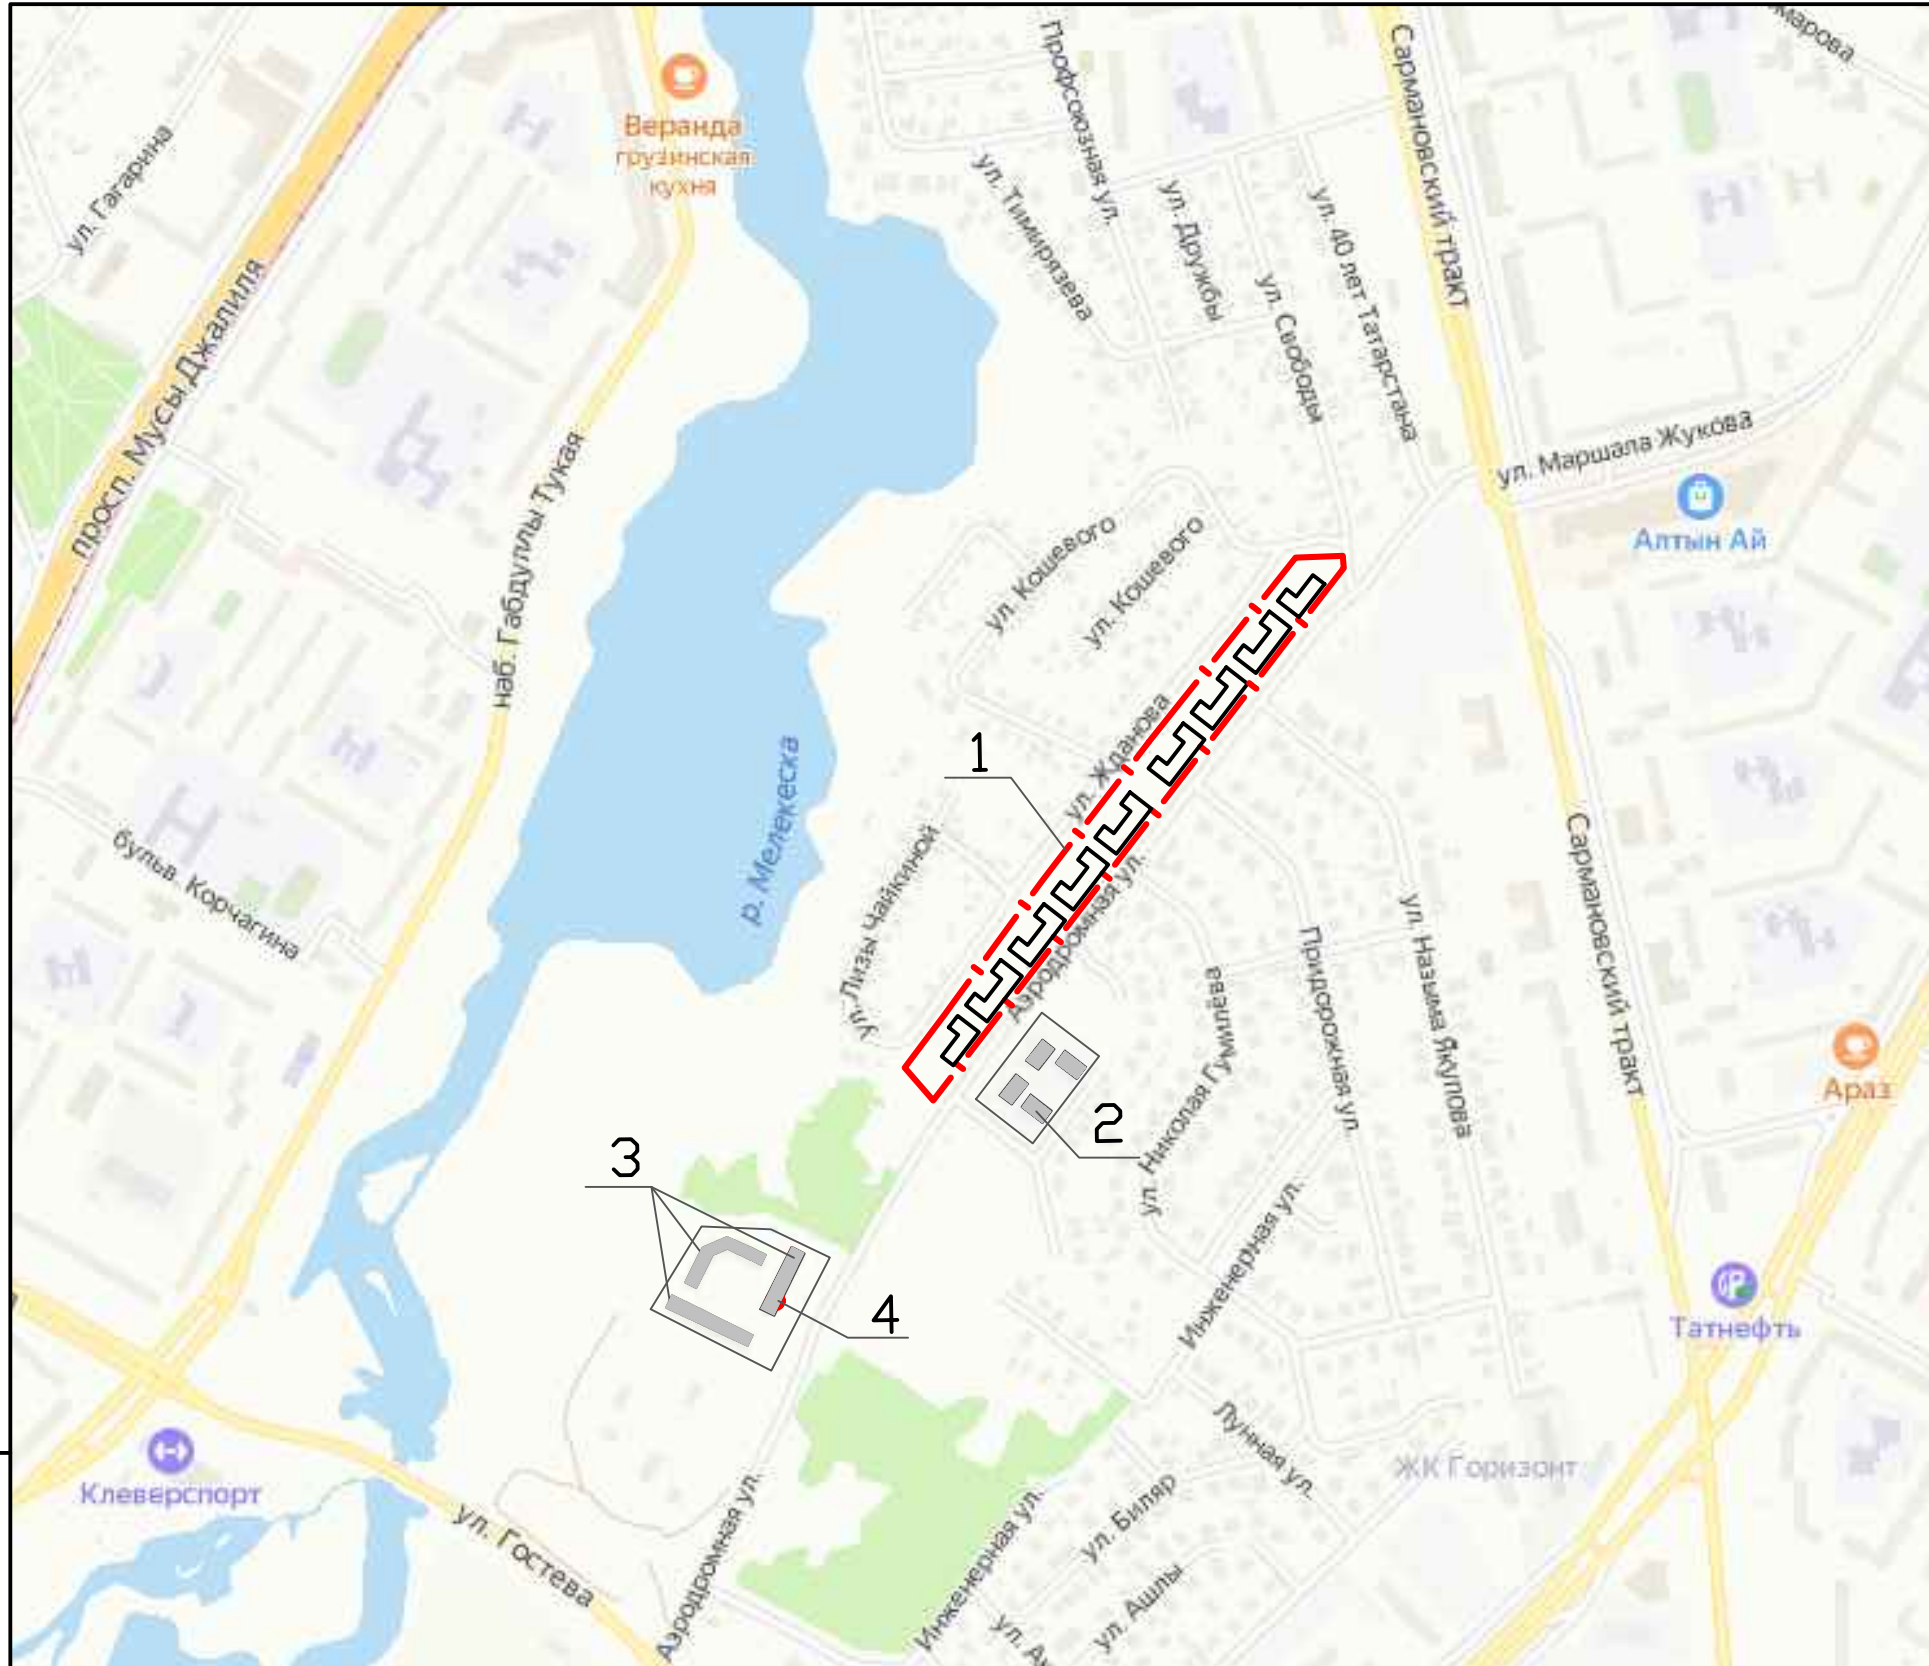 ул. Гагарина
просп. Мусы Джалиля
Веранда
грузинская
кухня
наб. Габдуллы Тукая
бульв. Корчагина
р. Мелекеска
Профсоюзная ул.
ул. Тимирязева
ул. Дружбы
ул. Свободы
ул. 40 лет Татарстана
Сармановский тракт
ул. Маршала Жукова
Алтын Ай
ул. Кошевого
ул. Кошевого
ул. Жданова
1
ул. Лизы Чайкиной
Аэродромная ул.
ул. Николая Гумилёва
Придорожная ул.
ул. Назыма Якупова
Сармановский тракт
Араз
2
3
4
Инженерная ул.
Татнефть
Лунная ул.
ЖК Горизонт
Клеверспорт
ул. Гостева
Аэродромная ул.
Инженерная ул.
ул. Биляр
ул. Ашлы